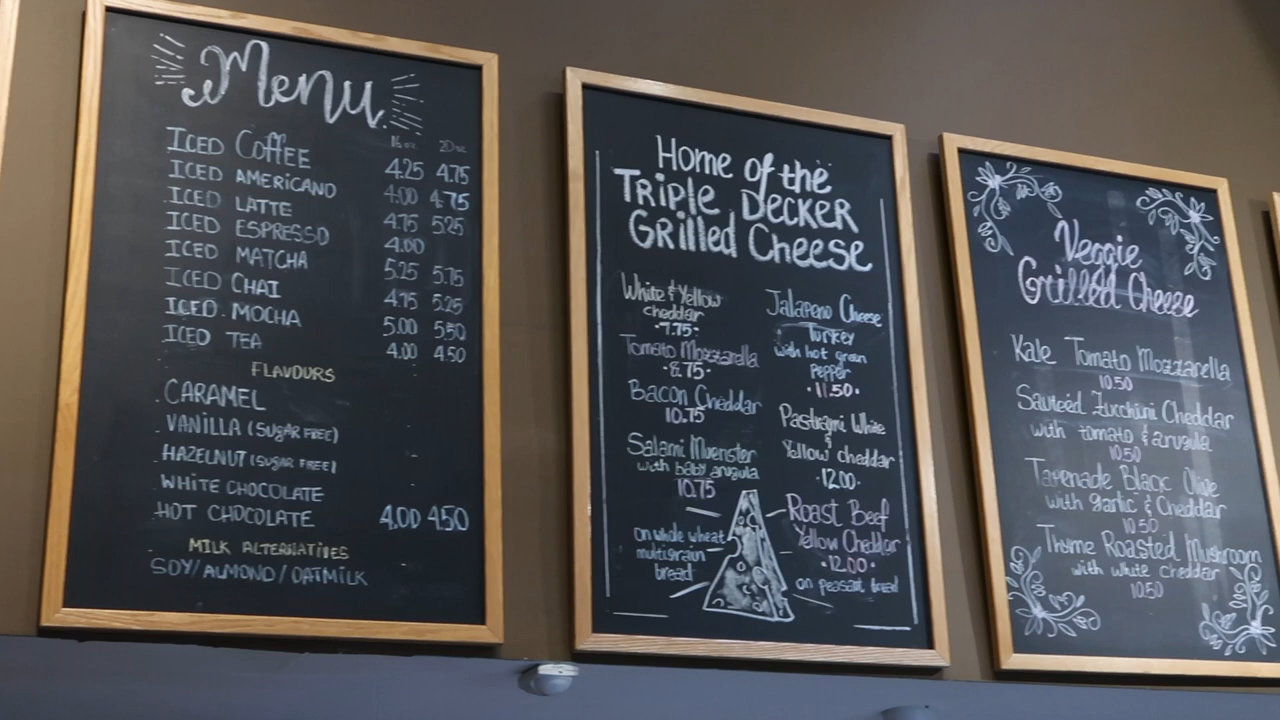 Menu
16 oz 20 oz
ICED COFFEE 4.25 4.75
ICED AMERICANO 4.00 4.75
ICED LATTE 4.75 5.25
ICED ESPRESSO 4.00
ICED MATCHA 5.25 5.75
ICED CHAI 4.75 5.25
ICED MOCHA 5.00 5.50
ICED TEA 4.00 4.50
FLAVOURS
CARAMEL
VANILLA (SUGAR FREE)
HAZELNUT (SUGAR FREE)
WHITE CHOCOLATE
HOT CHOCOLATE 4.00 4.50
MILK ALTERNATIVES
SOY/ALMOND/OATMILK
Home of the
TRIPLE DECKER
GRilled Cheese
White & Yellow
cheddar
7.75
Tomato Mozzarella
8.75
Bacon Cheddar
10.75
Salami Muenster
with baby arugula
10.75
on whole wheat
multigrain
bread
Jalapeno Cheese
Turkey
with hot green
pepper
11.50
Pastrami White
&
Yellow cheddar
12.00
Roast Beef
Yellow Cheddar
12.00
on peasant bread
Veggie
Grilled Cheese
Kale Tomato Mozzarella
10.50
Sauteéd Zucchini Cheddar
with tomato & arugula
10.50
Tapenade Black Olive
with garlic & Cheddar
10.50
Thyme Roasted Mushroom
with white cheddar
10.50